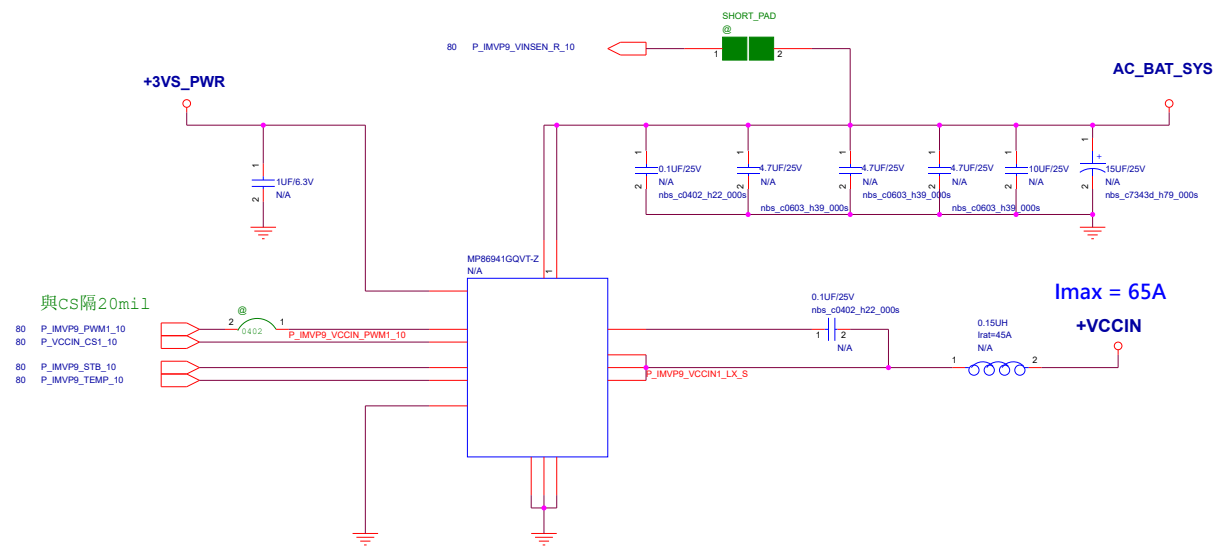 SHORT_PAD
@
1
2
80 P_IMVP9_VINSEN_R_10
+3VS_PWR
AC_BAT_SYS
1
1UF/6.3V
N/A
2
1
0.1UF/25V
N/A
2
nbs_c0402_h22_000s
1
4.7UF/25V
N/A
2
nbs_c0603_h39_000s
1
4.7UF/25V
N/A
2
nbs_c0603_h39_000s
1
4.7UF/25V
N/A
2
nbs_c0603_h39_000s
1
10UF/25V
N/A
2
1
+
15UF/25V
N/A
2
nbs_c7343d_h79_000s
MP86941GQVT-Z
N/A
1
與CS隔20mil
@
2
1
0402
80 P_IMVP9_PWM1_10
P_IMVP9_VCCIN_PWM1_10
80 P_VCCIN_CS1_10
80 P_IMVP9_STB_10
80 P_IMVP9_TEMP_10
0.1UF/25V
nbs_c0402_h22_000s
1
2
N/A
P_IMVP9_VCCIN1_LX_S
Imax = 65A
+VCCIN
0.15UH
Irat=45A
N/A
1
2